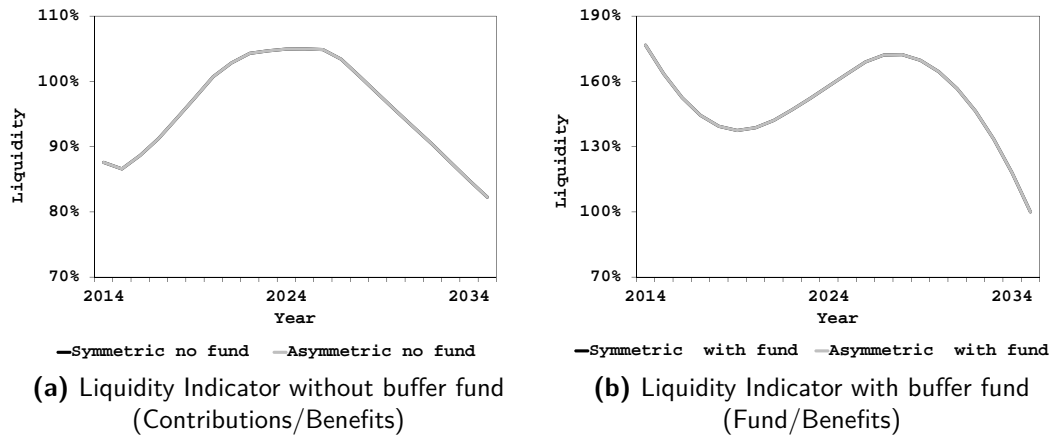 110%
100%
90%
80%
70%
Liquidity
2014 2024 2034
Year
Symmetric no fund Asymmetric no fund
(a) Liquidity Indicator without buffer fund
(Contributions/Benefits)
190%
160%
130%
100%
70%
Liquidity
2014 2024 2034
Year
Symmetric with fund Asymmetric with fund
(b) Liquidity Indicator with buffer fund
(Fund/Benefits)